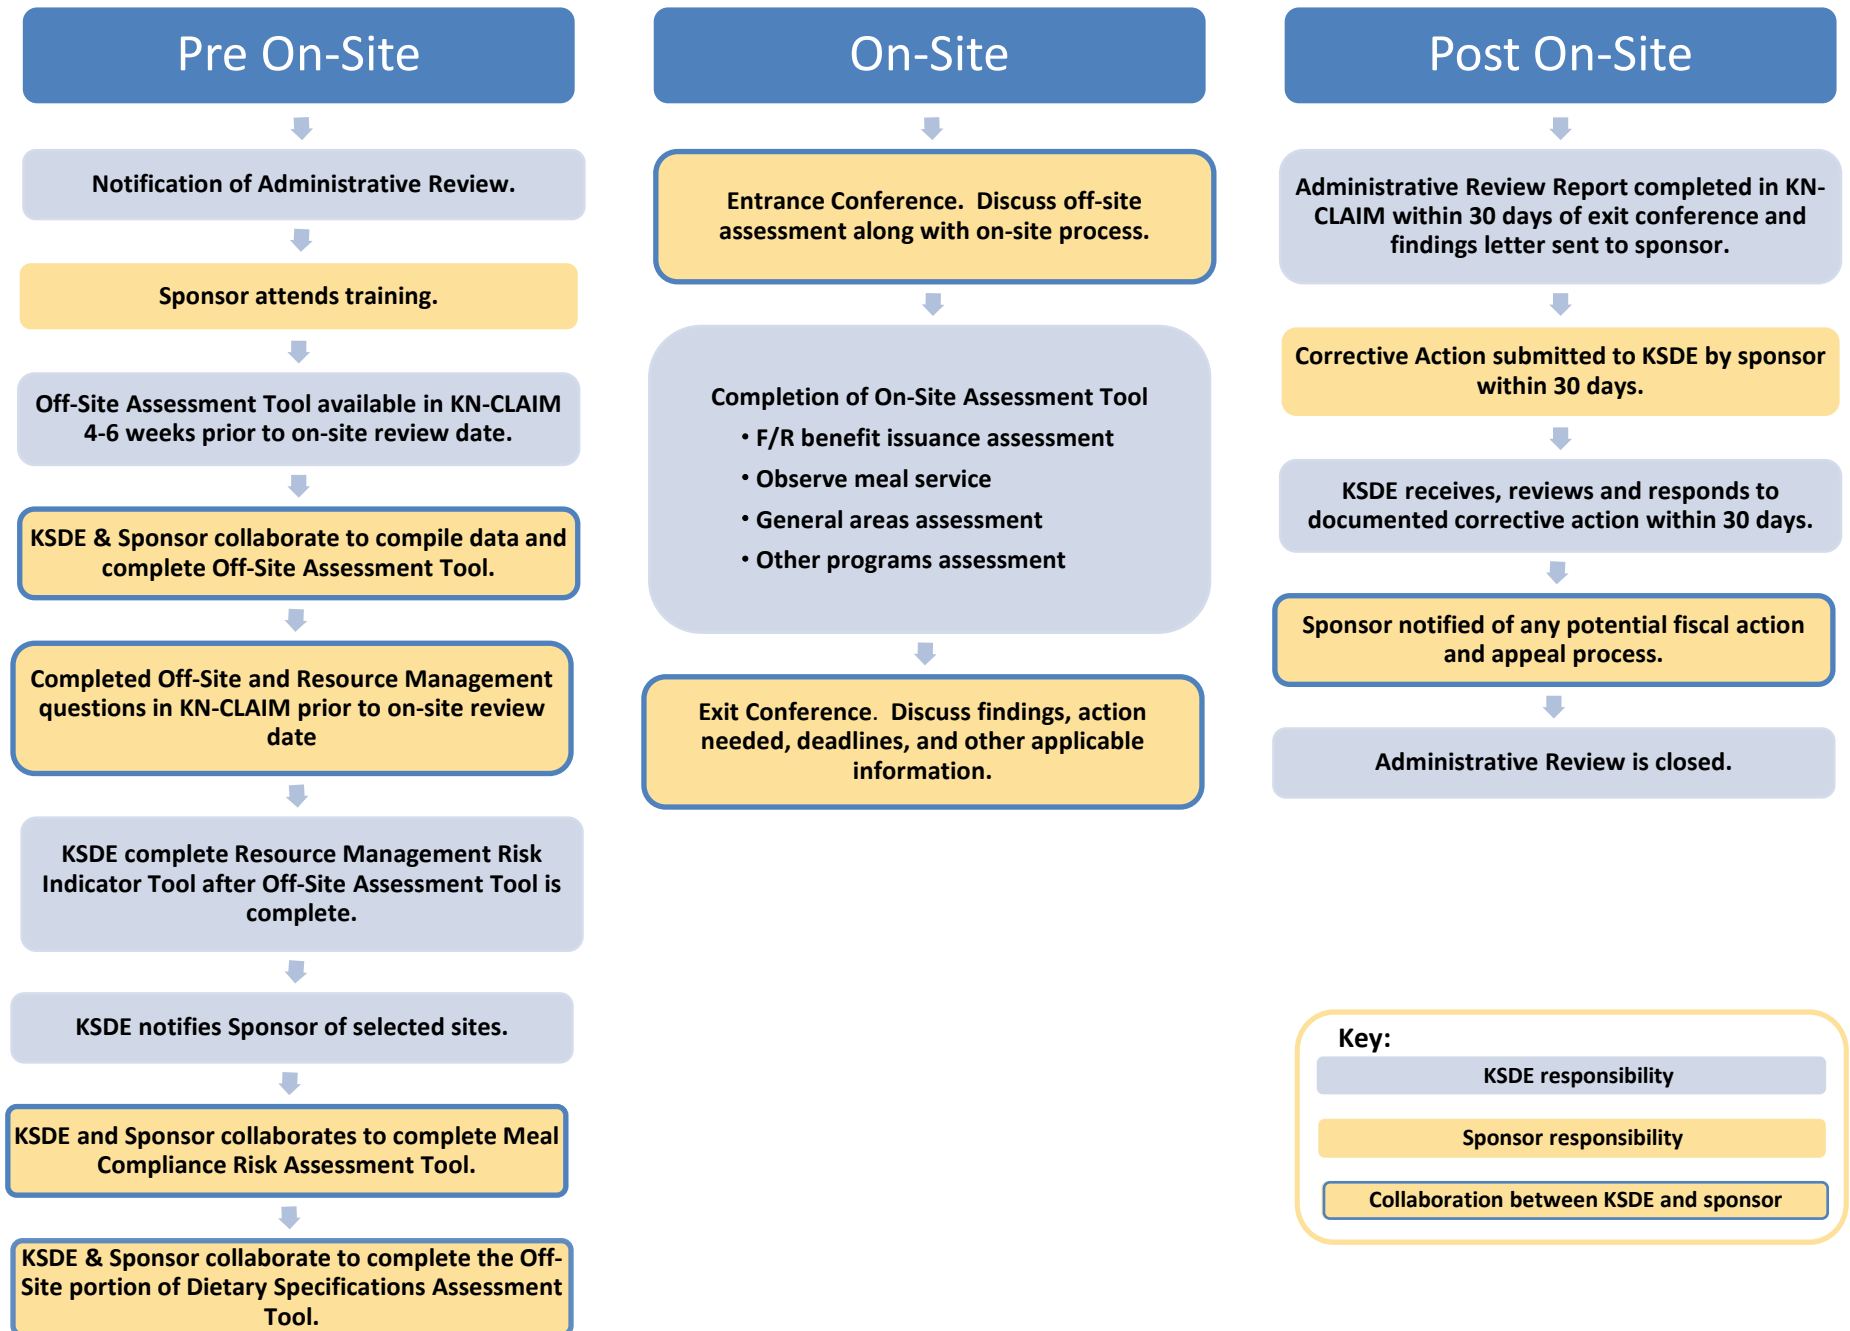 Pre On-Site
Notification of Administrative Review.
Sponsor attends training.
Off-Site Assessment Tool available in KN-CLAIM
4-6 weeks prior to on-site review date.
KSDE & Sponsor collaborate to compile data and
complete Off-Site Assessment Tool.
Completed Off-Site and Resource Management
questions in KN-CLAIM prior to on-site review
date
KSDE complete Resource Management Risk
Indicator Tool after Off-Site Assessment Tool is
complete.
KSDE notifies Sponsor of selected sites.
KSDE and Sponsor collaborates to complete Meal
Compliance Risk Assessment Tool.
KSDE & Sponsor collaborate to complete the Off-
Site portion of Dietary Specifications Assessment
Tool.
On-Site
Entrance Conference.  Discuss off-site
assessment along with on-site process.
Completion of On-Site Assessment Tool
• F/R benefit issuance assessment
• Observe meal service
• General areas assessment
• Other programs assessment
Exit Conference.  Discuss findings, action
needed, deadlines, and other applicable
information.
Post On-Site
Administrative Review Report completed in KN-
CLAIM within 30 days of exit conference and
findings letter sent to sponsor.
Corrective Action submitted to KSDE by sponsor
within 30 days.
KSDE receives, reviews and responds to
documented corrective action within 30 days.
Sponsor notified of any potential fiscal action
and appeal process.
Administrative Review is closed.
Key:
KSDE responsibility
Sponsor responsibility
Collaboration between KSDE and sponsor